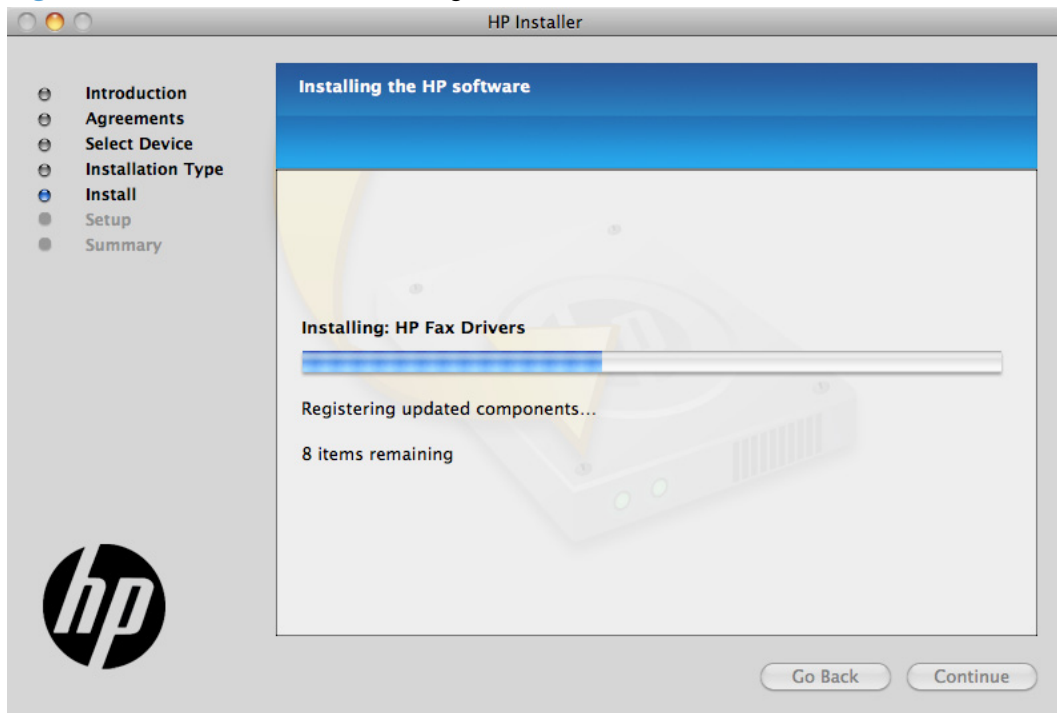 HP Installer
Introduction
Agreements
Select Device
Installation Type
Install
Setup
Summary
Installing the HP software
Installing: HP Fax Drivers
Registering updated components...
8 items remaining
hp
Go Back
Continue